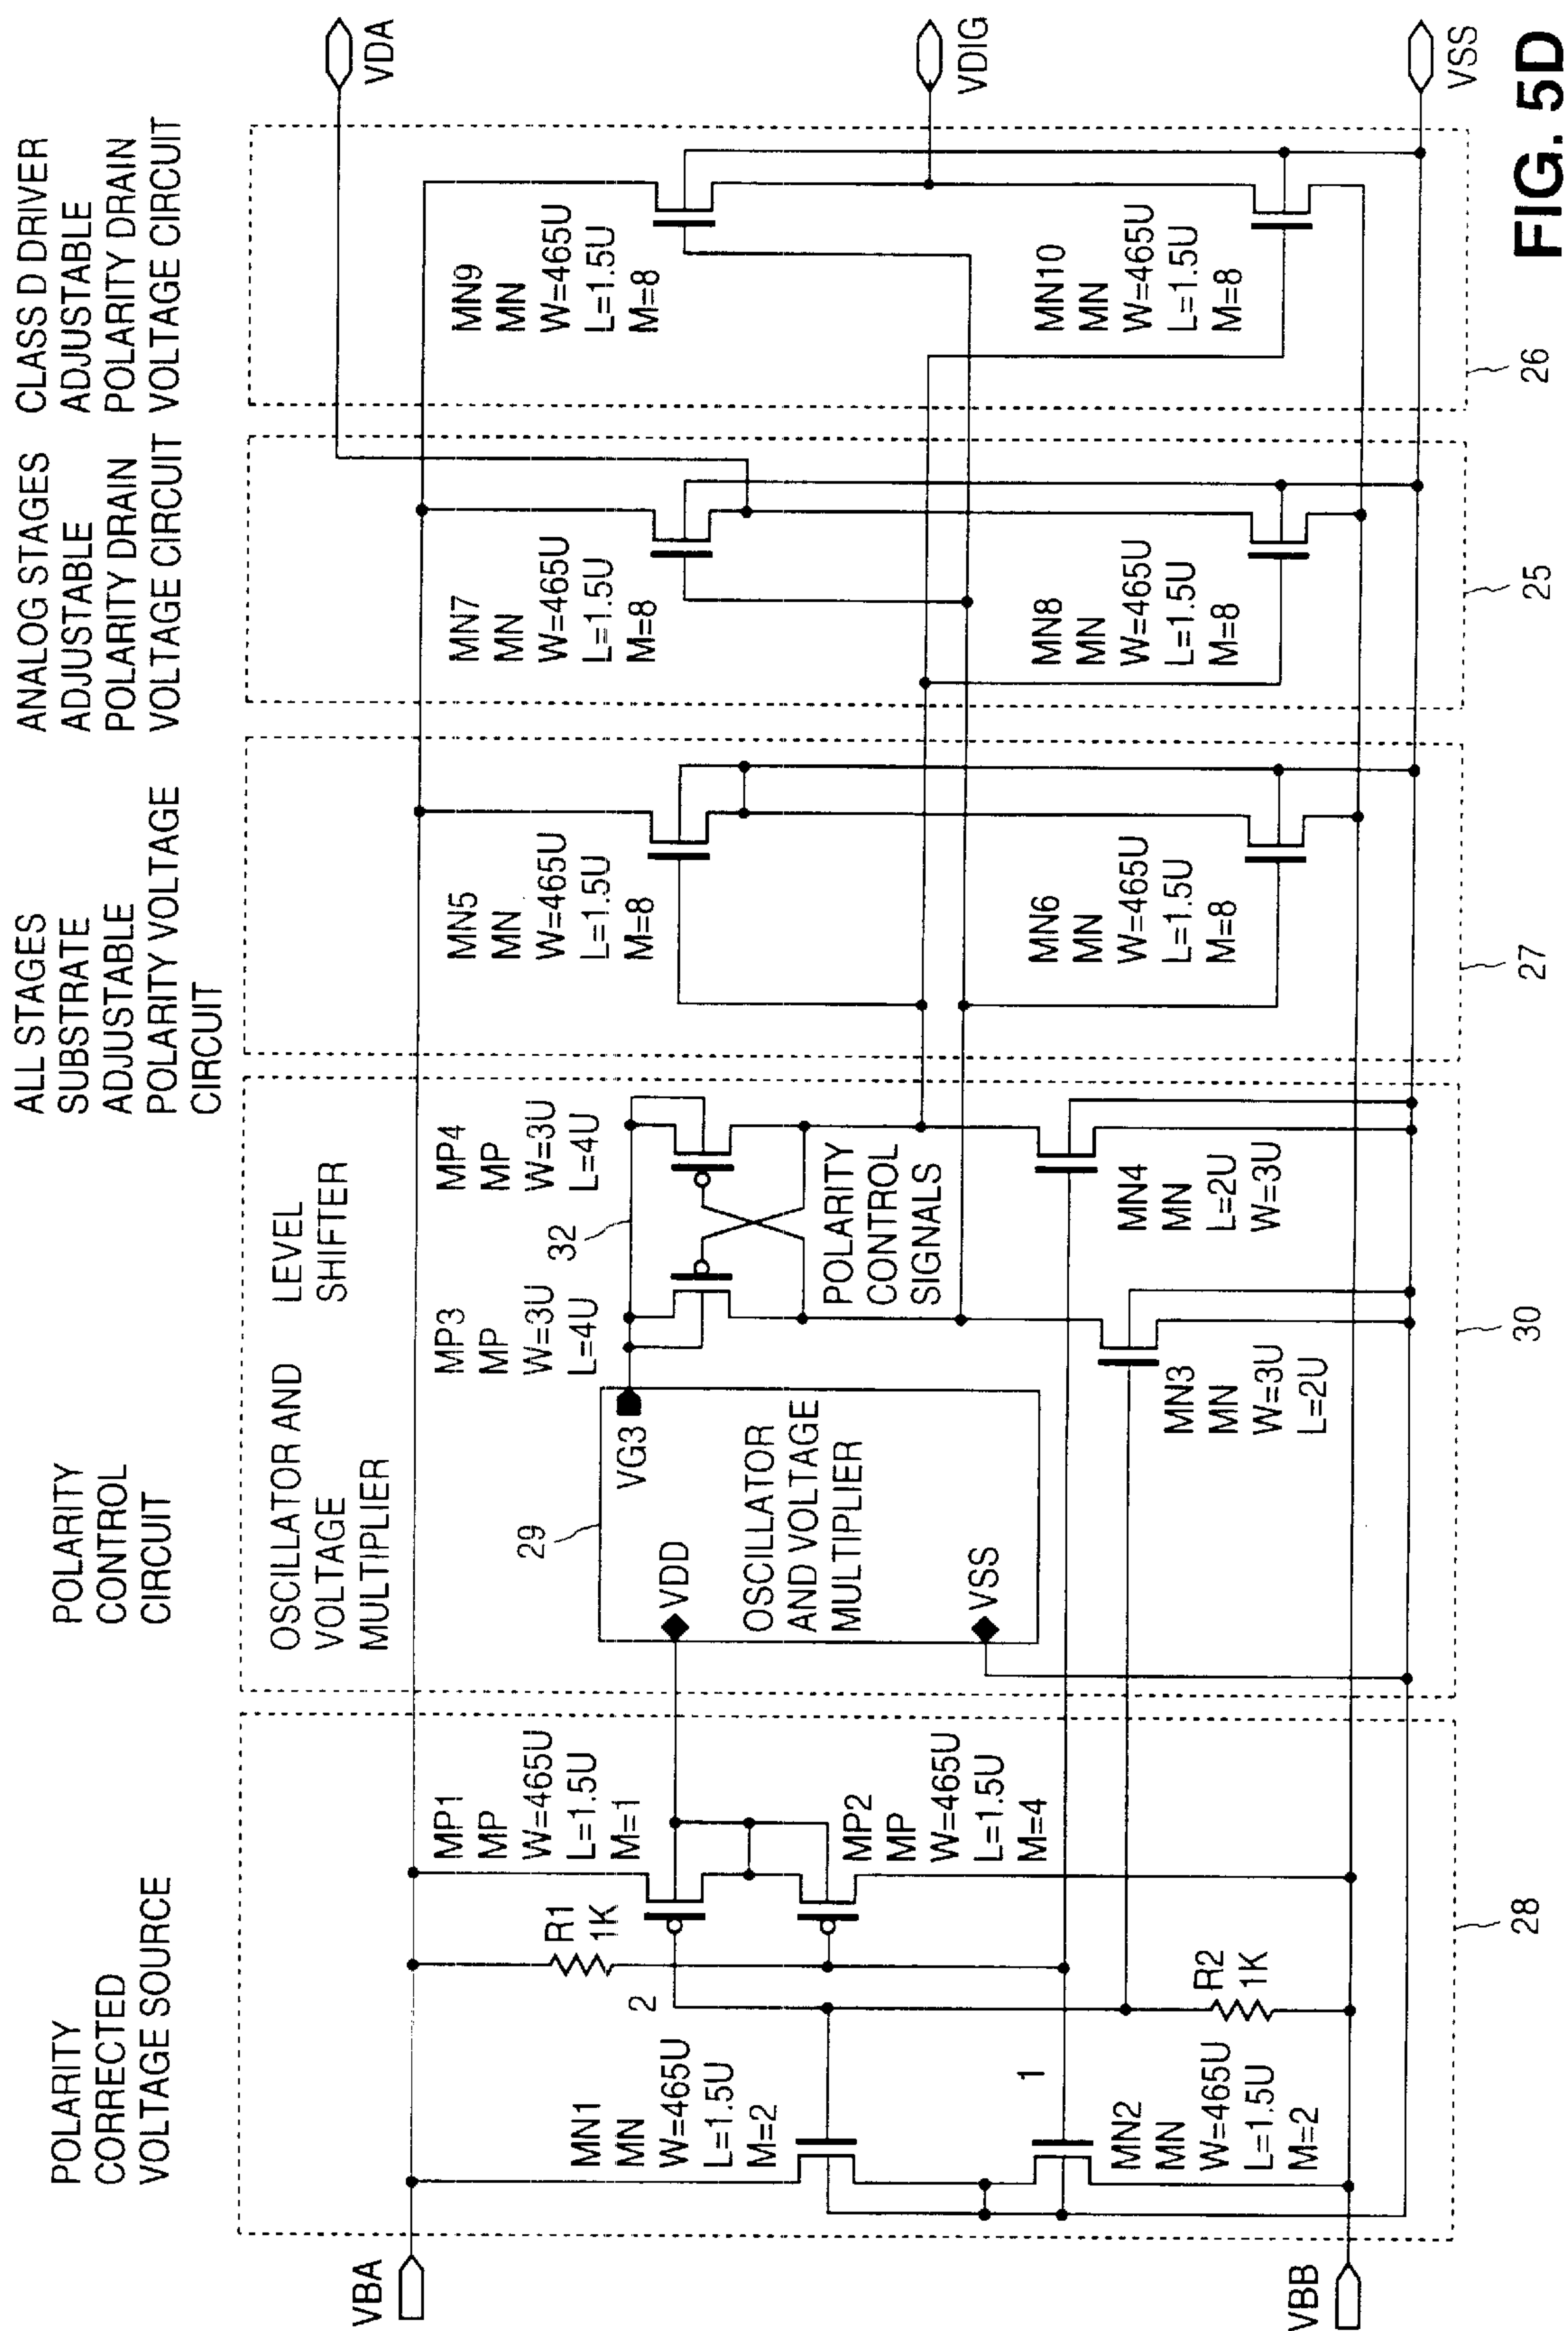 POLARITY
CORRECTED
VOLTAGE SOURCE
POLARITY
CONTROL
CIRCUIT
ALL STAGES
SUBSTRATE
ADJUSTABLE
POLARITY VOLTAGE
CIRCUIT
ANALOG STAGES
ADJUSTABLE
POLARITY DRAIN
VOLTAGE CIRCUIT
CLASS D DRIVER
ADJUSTABLE
POLARITY DRAIN
VOLTAGE CIRCUIT
OSCILLATOR AND
VOLTAGE
MULTIPLIER
LEVEL
SHIFTER
VBA
VBB
MN1
MN
W=465U
L=1.5U
M=2
MN2
MN
W=465U
L=1.5U
M=2
1
2
R1
1K
R2
1K
MP1
MP
W=465U
L=1.5U
M=1
MP2
MP
W=465U
L=1.5U
M=4
28
29
VDD
VG3
OSCILLATOR
AND VOLTAGE
MULTIPLIER
VSS
MP3
MP
W=3U
L=4U
32
MP4
MP
W=3U
L=4U
POLARITY
CONTROL
SIGNALS
MN3
MN
W=3U
L=2U
MN4
MN
L=2U
W=3U
30
MN5
MN
W=465U
L=1.5U
M=8
MN6
MN
W=465U
L=1.5U
M=8
27
MN7
MN
W=465U
L=1.5U
M=8
MN8
MN
W=465U
L=1.5U
M=8
25
MN9
MN
W=465U
L=1.5U
M=8
MN10
MN
W=465U
L=1.5U
M=8
26
VDA
VDIG
VSS
FIG. 5D